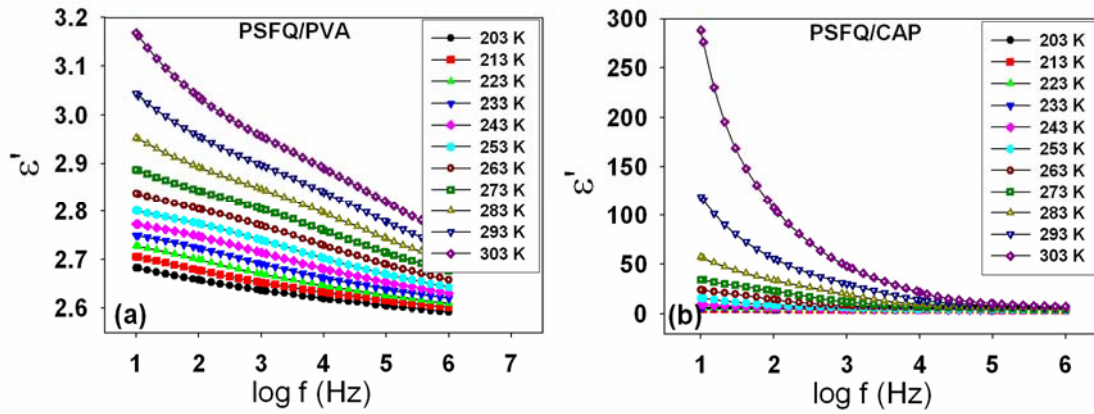 PSFQ/PVA
3.2
3.1
3.0
2.9
2.8
2.7
2.6
ε'
203 K
213 K
223 K
233 K
243 K
253 K
263 K
273 K
283 K
293 K
303 K
(a)
1 2 3 4 5 6 7
log f (Hz)
PSFQ/CAP
300
250
200
150
100
50
0
ε'
203 K
213 K
223 K
233 K
243 K
253 K
263 K
273 K
283 K
293 K
303 K
(b)
1 2 3 4 5 6
log f (Hz)